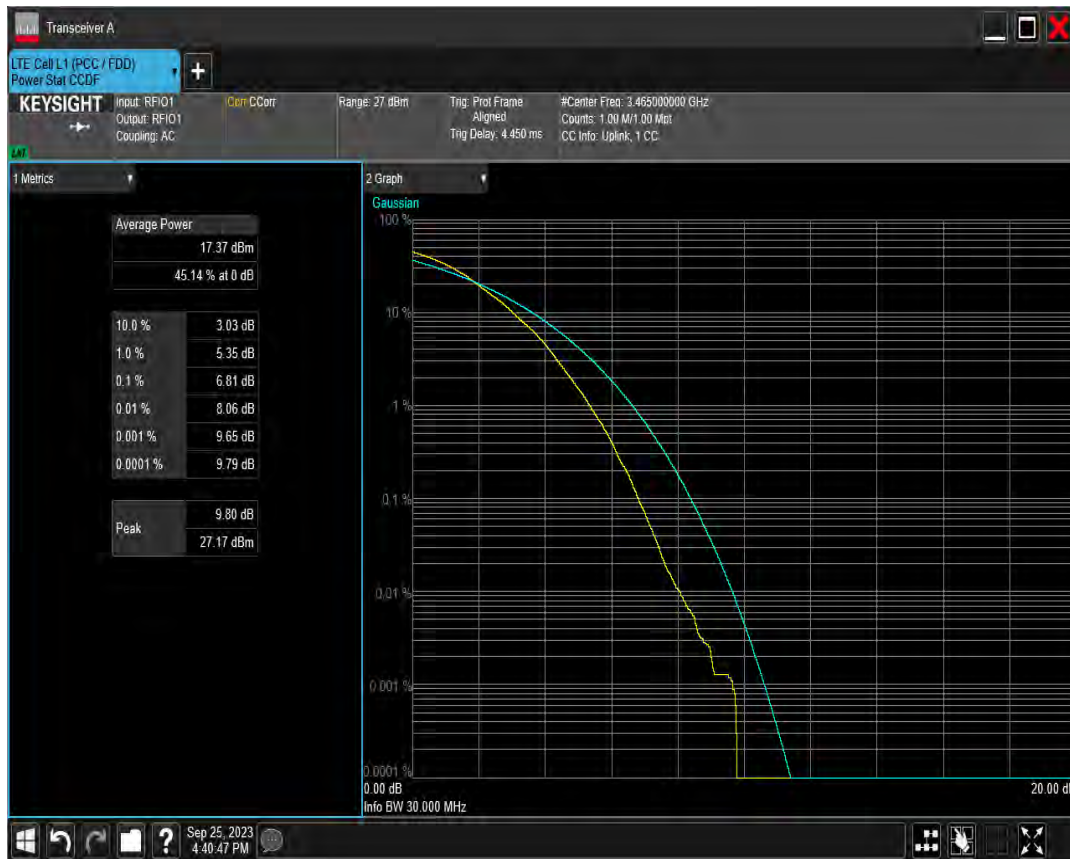 Transceiver A
LTE Cell L1 (PCC / FDD)
Power Stat CCDF
KEYSIGHT
Input: RFIO1
Output: RFIO1
Coupling: AC
Corr CCorr
Range: 27 dBm
Trig: Prot Frame
Aligned
Trig Delay: 4.450 ms
#Center Freq: 3.465000000 GHz
Counts: 1.00 M/1.00 Mpt
CC Info: Uplink, 1 CC
1 Metrics
Average Power
17.37 dBm
45.14 % at 0 dB
10.0 % 3.03 dB
1.0 % 5.35 dB
0.1 % 6.81 dB
0.01 % 8.06 dB
0.001 % 9.65 dB
0.0001 % 9.79 dB
Peak
9.80 dB
27.17 dBm
2 Graph
Gaussian
100 %
10 %
1 %
0.1 %
0.01 %
0.001 %
0.0001 %
0.00 dB
20.00 d
Info BW 30.000 MHz
?
Sep 25, 2023
4:40:47 PM